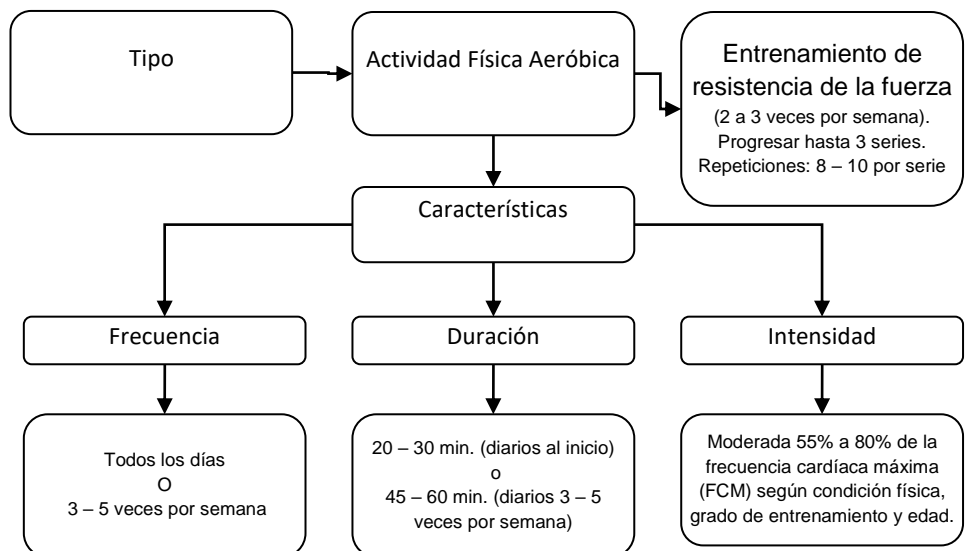 Tipo
Actividad Física Aeróbica
Entrenamiento de
resistencia de la fuerza
(2 a 3 veces por semana).
Progresar hasta 3 series.
Repeticiones: 8 – 10 por serie
Características
Frecuencia
Duración
Intensidad
Todos los días
O
3 – 5 veces por semana
20 – 30 min. (diarios al inicio)
o
45 – 60 min. (diarios 3 – 5
veces por semana)
Moderada 55% a 80% de la
frecuencia cardíaca máxima
(FCM) según condición física,
grado de entrenamiento y edad.